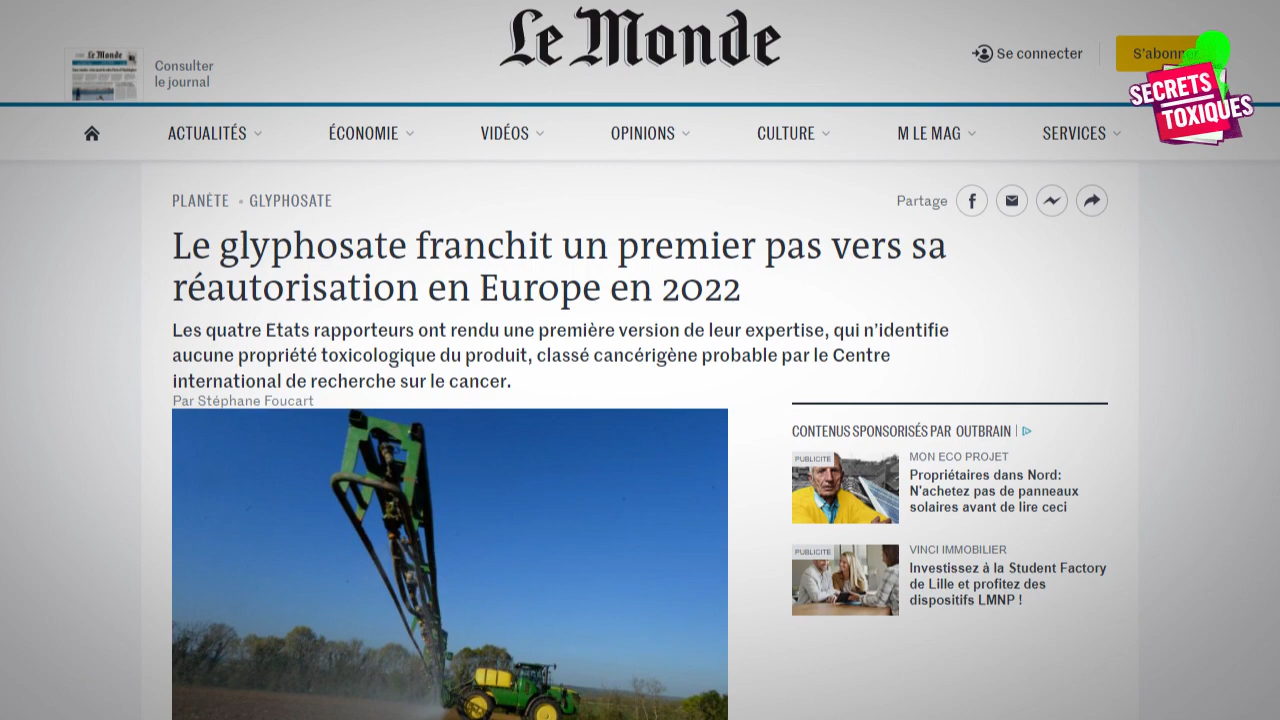 Le Monde
Le Monde
Consulter
le journal
Se connecter
S'abonner
SECRETS
TOXIQUES
ACTUALITÉS
ÉCONOMIE
VIDÉOS
OPINIONS
CULTURE
M LE MAG
SERVICES
PLANÈTE • GLYPHOSATE
Partage
Le glyphosate franchit un premier pas vers sa
réautorisation en Europe en 2022
Les quatre Etats rapporteurs ont rendu une première version de leur expertise, qui n’identifie
aucune propriété toxicologique du produit, classé cancérigène probable par le Centre
international de recherche sur le cancer.
Par Stéphane Foucart
CONTENUS SPONSORISÉS PAR OUTBRAIN
PUBLICITÉ
MON ECO PROJET
Propriétaires dans Nord:
N'achetez pas de panneaux
solaires avant de lire ceci
PUBLICITÉ
VINCI IMMOBILIER
Investissez à la Student Factory
de Lille et profitez des
dispositifs LMNP !